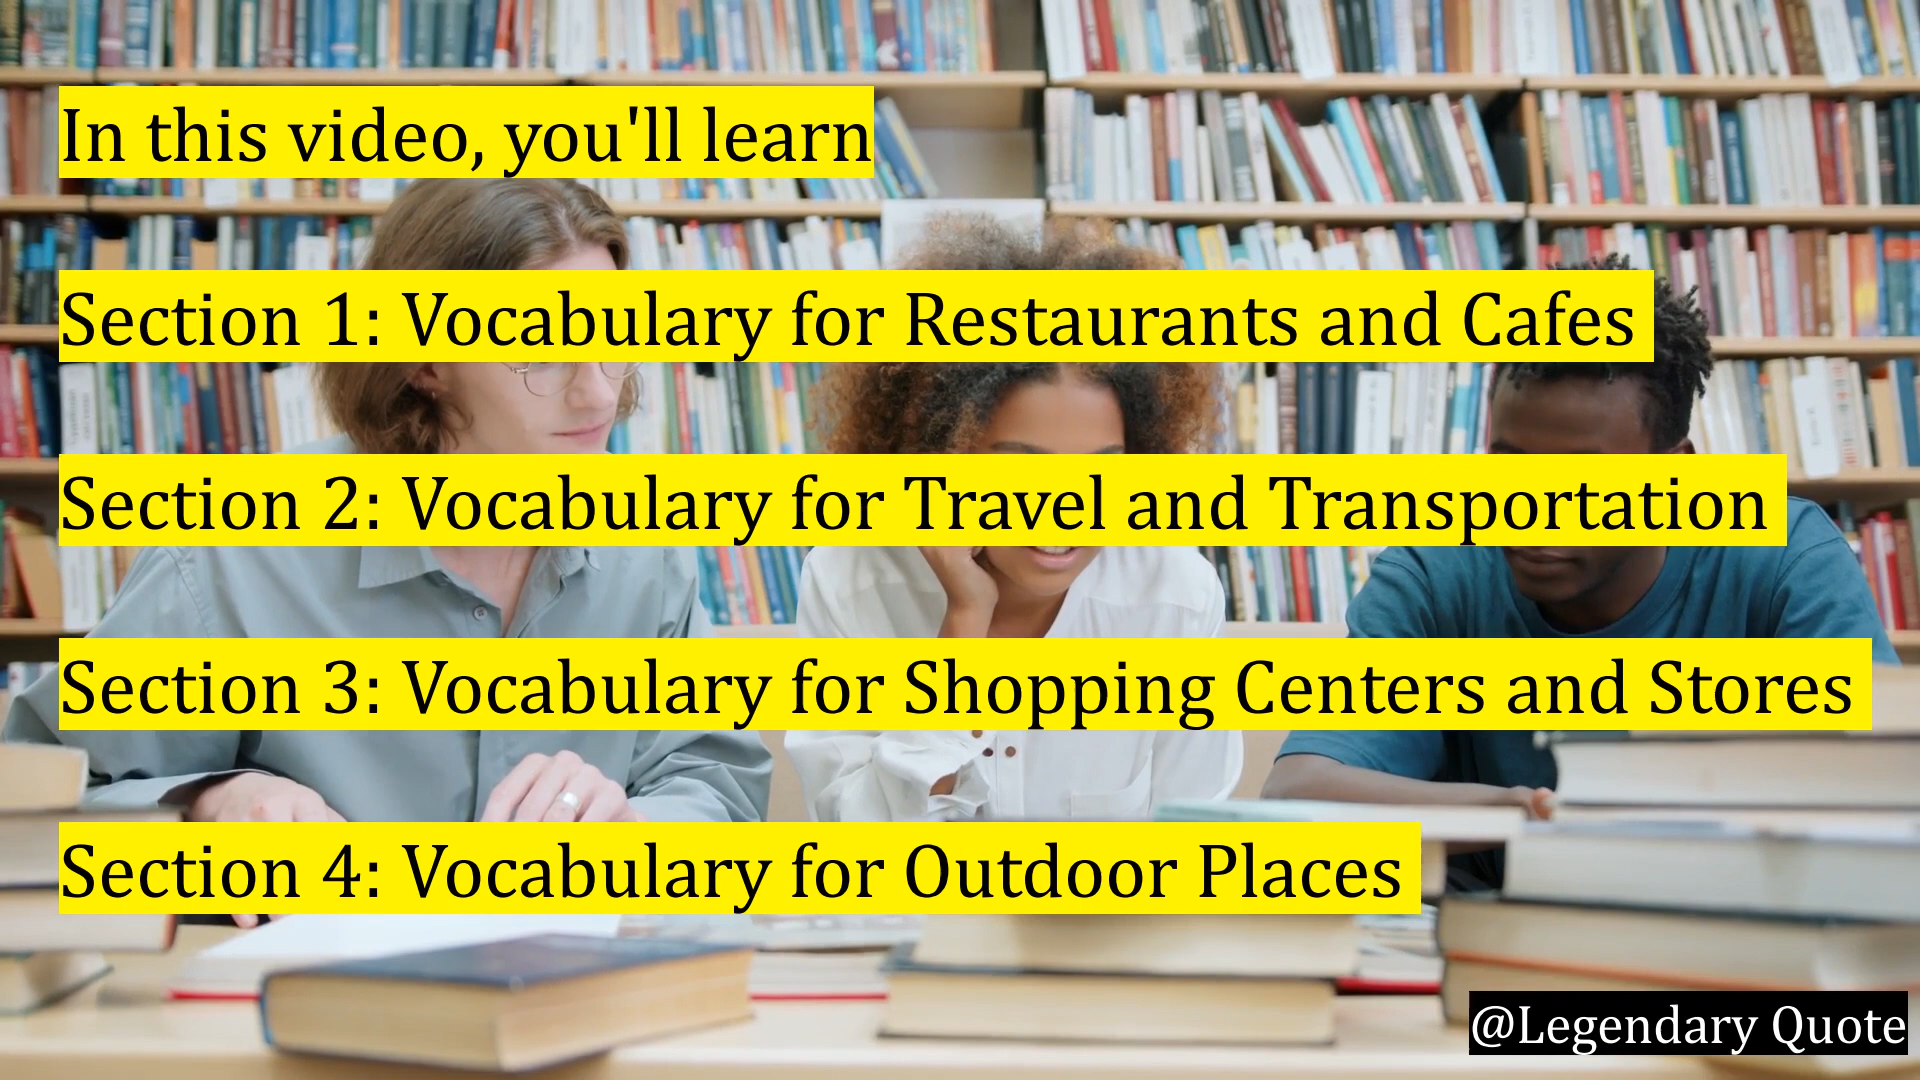 In this video, you'll learn
Section 1: Vocabulary for Restaurants and Cafes
Section 2: Vocabulary for Travel and Transportation
Section 3: Vocabulary for Shopping Centers and Stores
Section 4: Vocabulary for Outdoor Places
@Legendary Quote